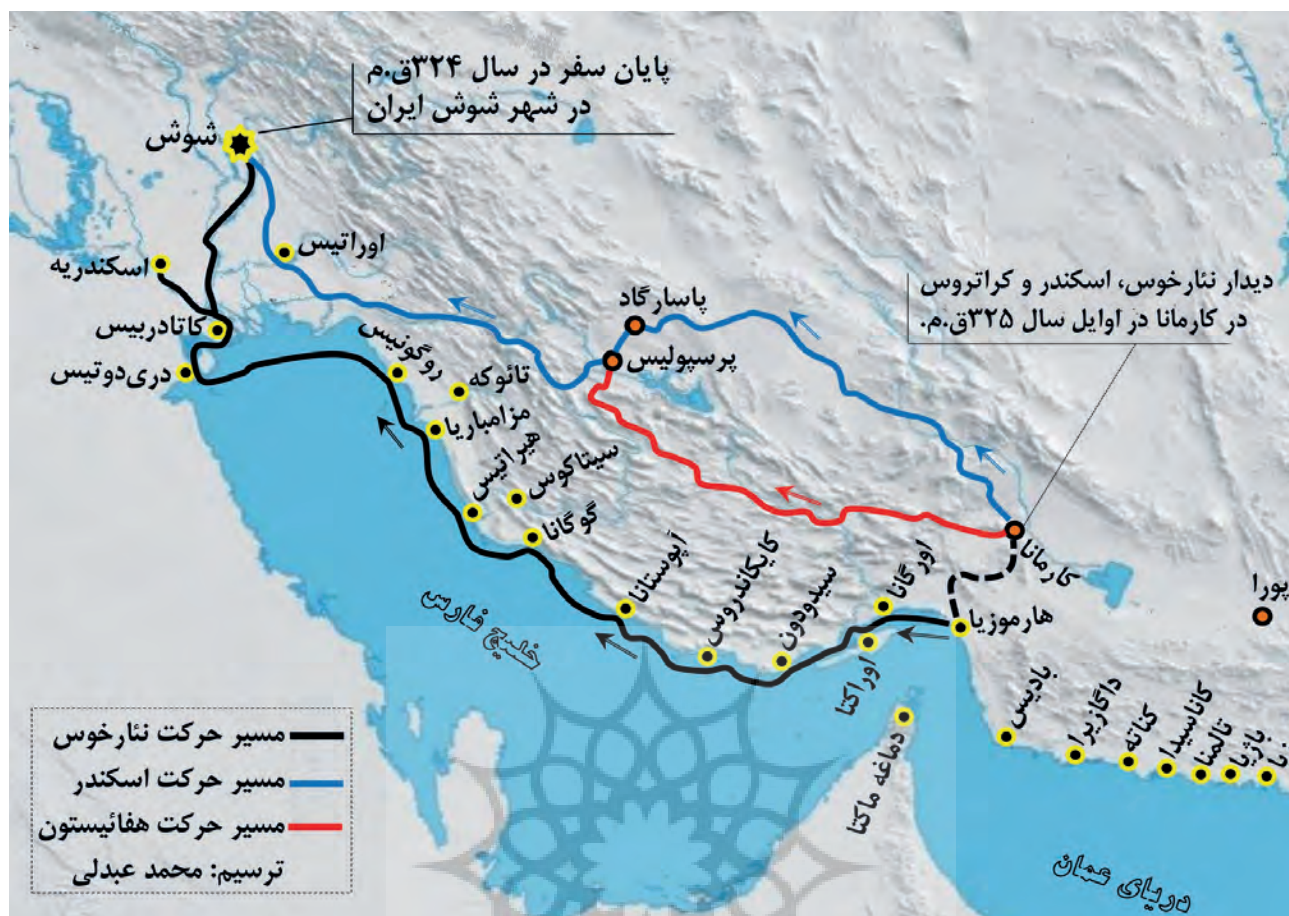 پایان سفر در سال ۳۲۴ق.م
در شهر شوش ایران
شوش
اوراتیس
اسکندریه
کاتادربیس
دری‌دوتیس
دیدار نئارخوس، اسکندر و کراتروس
در کارمانا در اوایل سال ۳۲۵ق.م.
پاسارگاد
پرسپولیس
روگونیس
تائوکه
مزامباریا
هیراتیس
سیتاکوس
گوگانا
آپوستانا
کایکاندروس
سیدودون
اورگانا
اوراکتا
کارمانا
هارموزیا
پورا
بادیس
داگازیرا
کناته
کاناسیدا
تالمنا
باژیا
نا
دماغه ماکتا
خلیج فارس
دریای عمان
مسیر حرکت نئارخوس
مسیر حرکت اسکندر
مسیر حرکت هفائیستون
ترسیم: محمد عبدلی